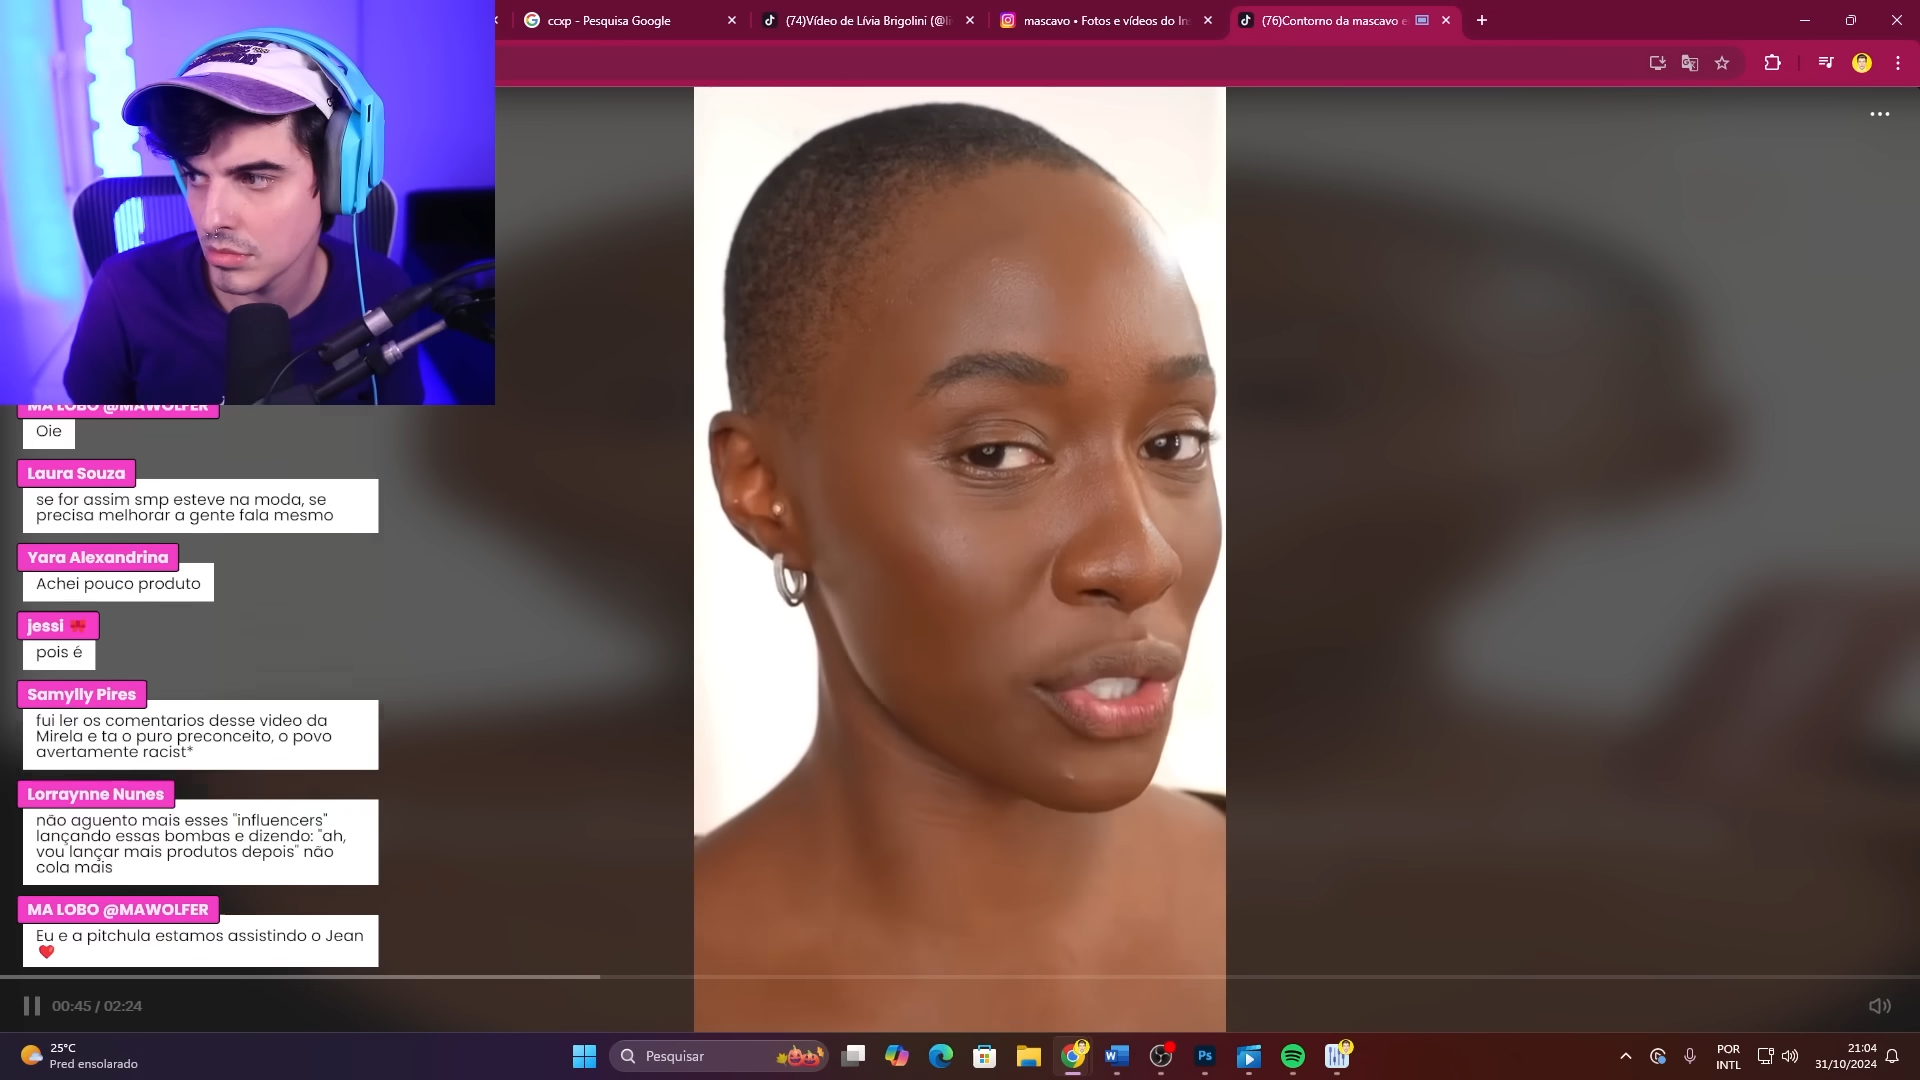 ccxp - Pesquisa Google
(74)Vídeo de Lívia Brigolini (@li
mascavo • Fotos e vídeos do In
(76)Contorno da mascavo e
MA LOBO @MAWOLFER
Oie
Laura Souza
se for assim smp esteve na moda, se
precisa melhorar a gente fala mesmo
Yara Alexandrina
Achei pouco produto
jessi
pois é
Samylly Pires
fui ler os comentarios desse video da
Mirela e ta o puro preconceito, o povo
avertamente racist*
Lorraynne Nunes
não aguento mais esses "influencers"
lançando essas bombas e dizendo: "ah,
vou lançar mais produtos depois" não
cola mais
MA LOBO @MAWOLFER
Eu e a pitchula estamos assistindo o Jean
00:45 / 02:24
25°C
Pred ensolarado
Pesquisar
POR
INTL
21:04
31/10/2024